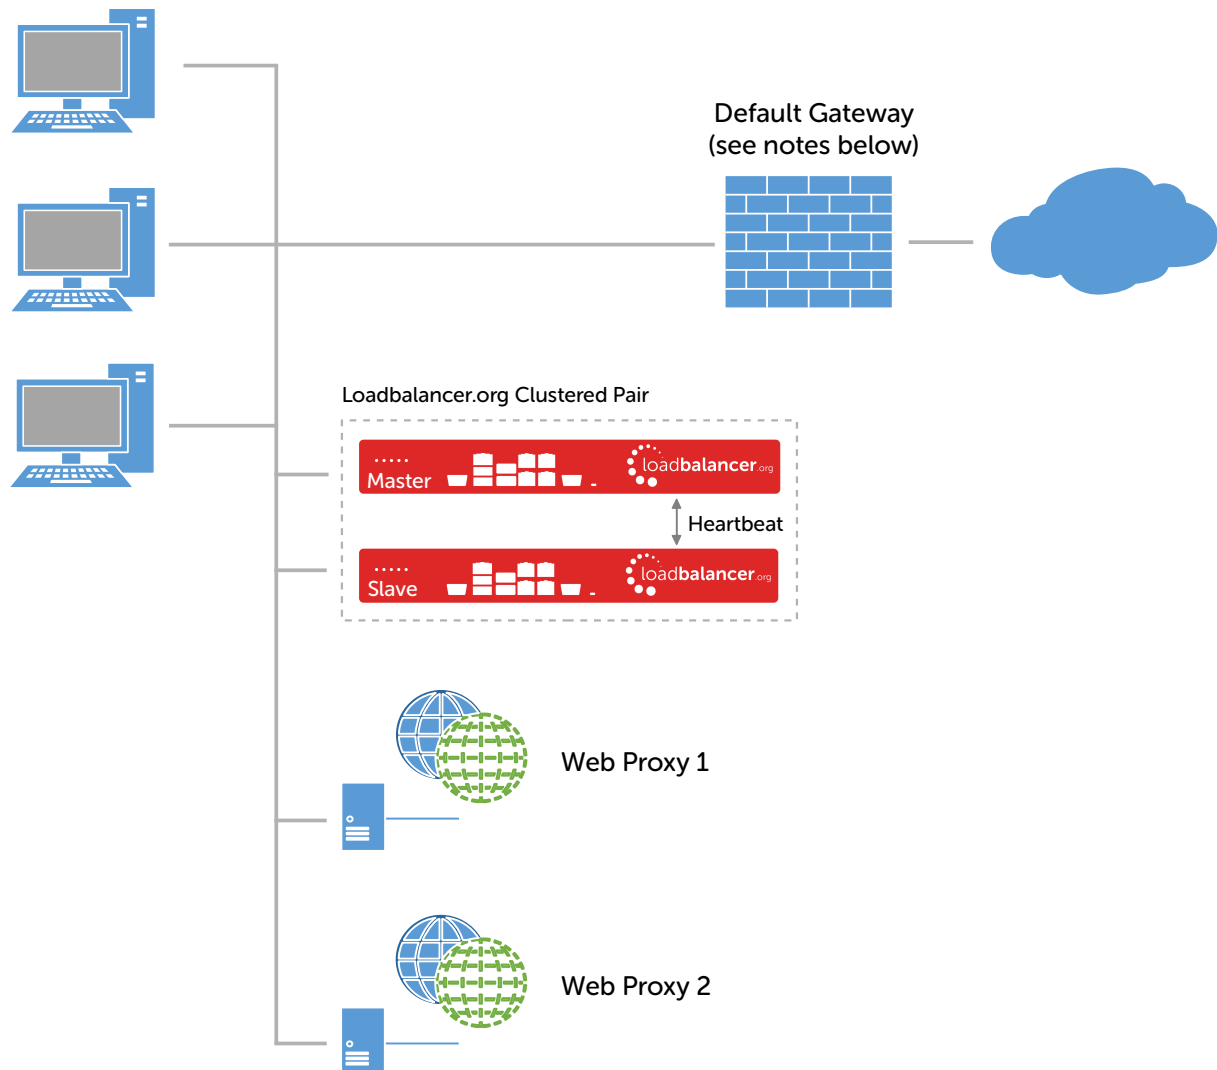 Default Gateway
(see notes below)
Loadbalancer.org Clustered Pair
Master
loadbalancer.org
Heartbeat
Slave
loadbalancer.org
Web Proxy 1
Web Proxy 2